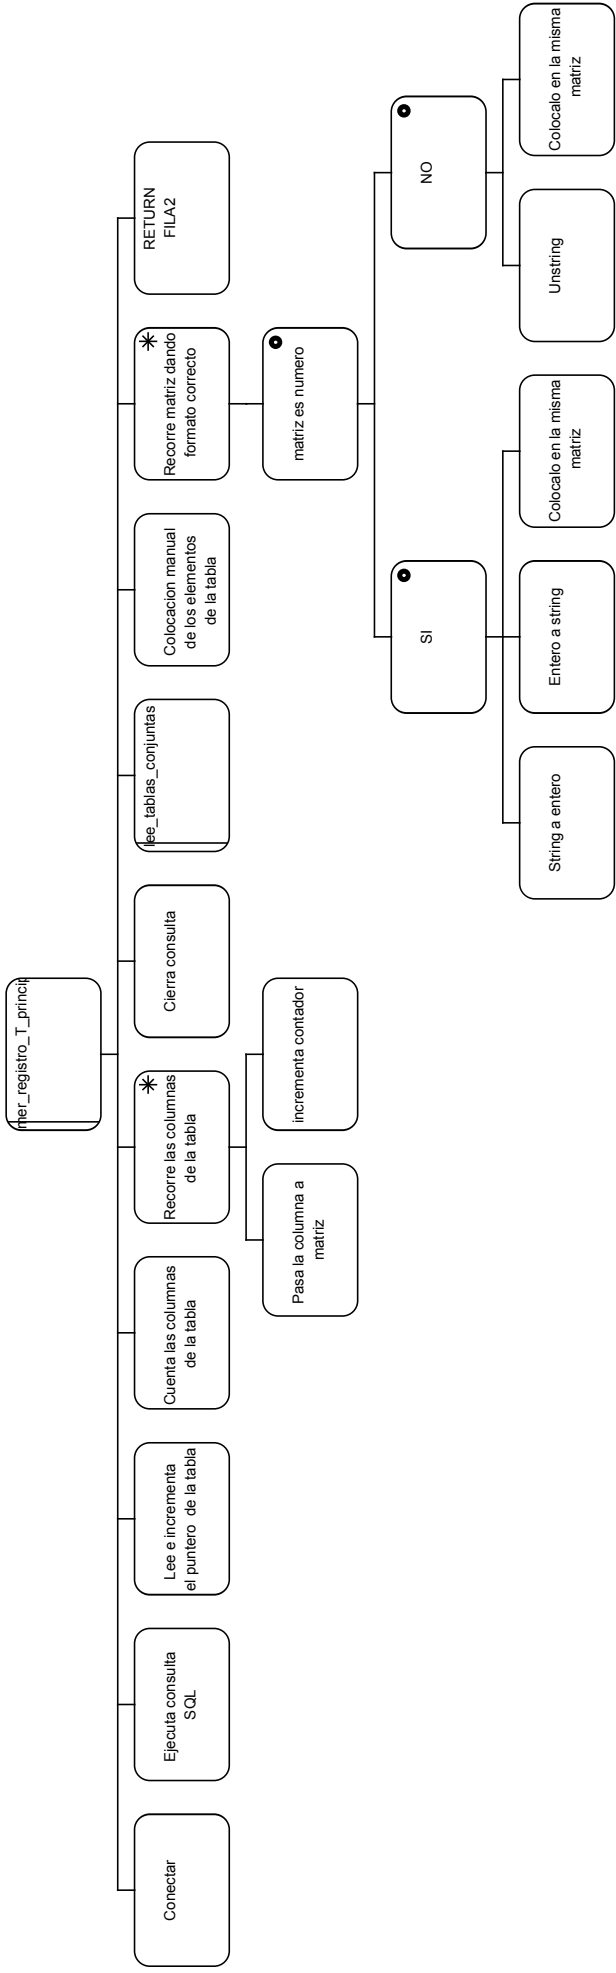 mer_registro_T_princip
Conectar
Ejecuta consulta
SQL
Lee e incrementa
el puntero de la tabla
Cuenta las columnas
de la tabla
Recorre las columnas
de la tabla
Cierra consulta
lee_tablas_conjuntas
Colocacion manual
de los elementos
de la tabla
Recorre matriz dando
formato correcto
RETURN
FILA2
Pasa la columna a
matriz
incrementa contador
matriz es numero
SI
NO
String a entero
Entero a string
Colocalo en la misma
matriz
Unstring
Colocalo en la misma
matriz